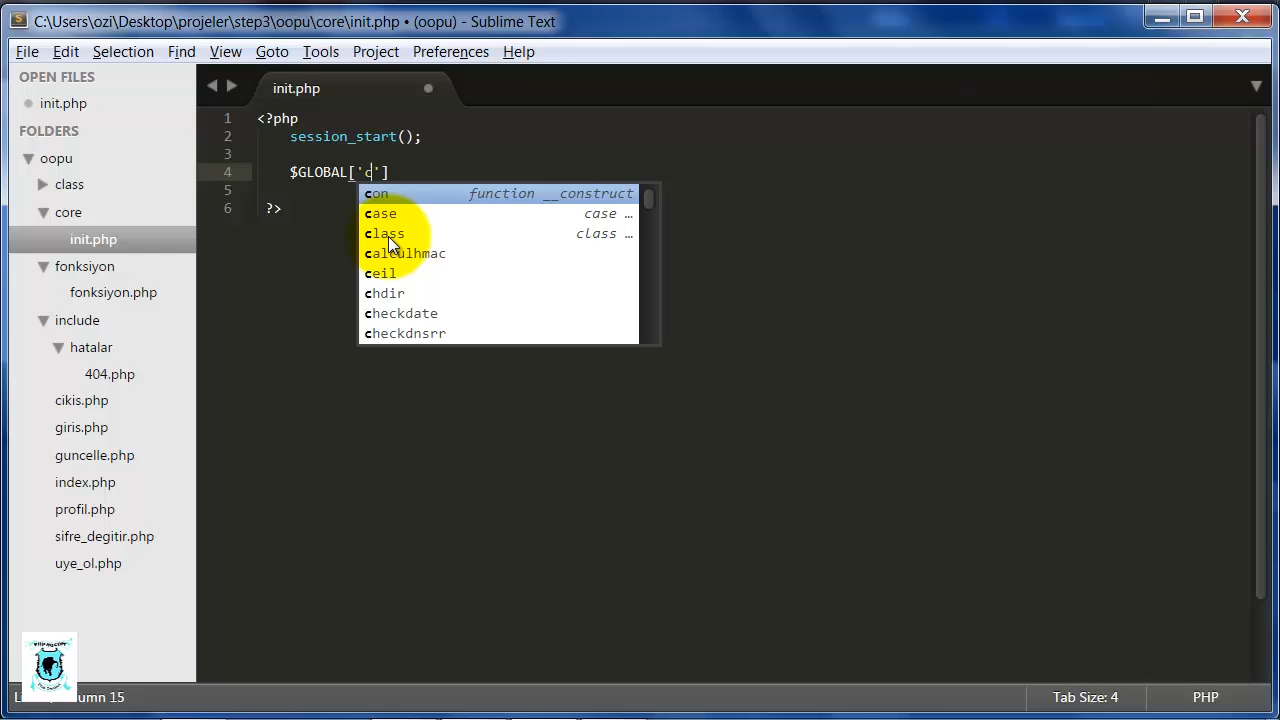 C:\Users\ozi\Desktop\projeler\step3\oopu\core\init.php • (oopu) - Sublime Text
File Edit Selection Find View Goto Tools Project Preferences Help
OPEN FILES
init.php
FOLDERS
oopu
class
core
init.php
fonksiyon
fonksiyon.php
include
hatalar
404.php
cikis.php
giris.php
guncelle.php
index.php
profil.php
sifre_degitir.php
uye_ol.php
init.php
1 <?php
2 session_start();
3
4 $GLOBAL['c']
5
6 ?>
con function __construct
case case …
class class …
calculhmac
ceil
chdir
checkdate
checkdnsrr
15
Tab Size: 4
PHP